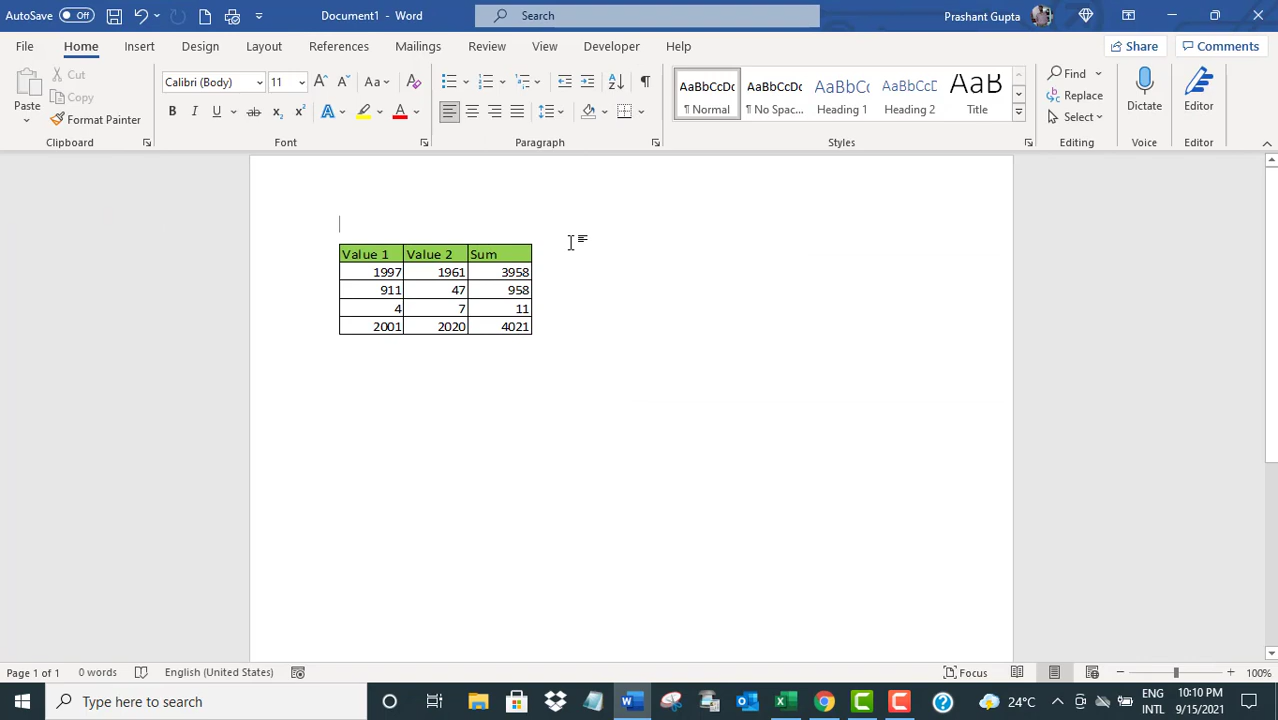 AutoSave Off Document1 - Word Search Prashant Gupta
File Home Insert Design Layout References Mailings Review View Developer Help Share Comments
Paste Cut Copy Format Painter
Calibri (Body) 11 Aa
B I U ab x₂ x² A A
AaBbCcDc AaBbCcDc AaBbCc AaBbCcD AaB
¶ Normal ¶ No Spac... Heading 1 Heading 2 Title
Find Replace Select Dictate Editor
Clipboard Font Paragraph Styles Editing Voice Editor
Value 1 Value 2 Sum
1997 1961 3958
911 47 958
4 7 11
2001 2020 4021
Page 1 of 1 0 words English (United States) Focus 100%
Type here to search 24°C ENG INTL 10:10 PM 9/15/2021